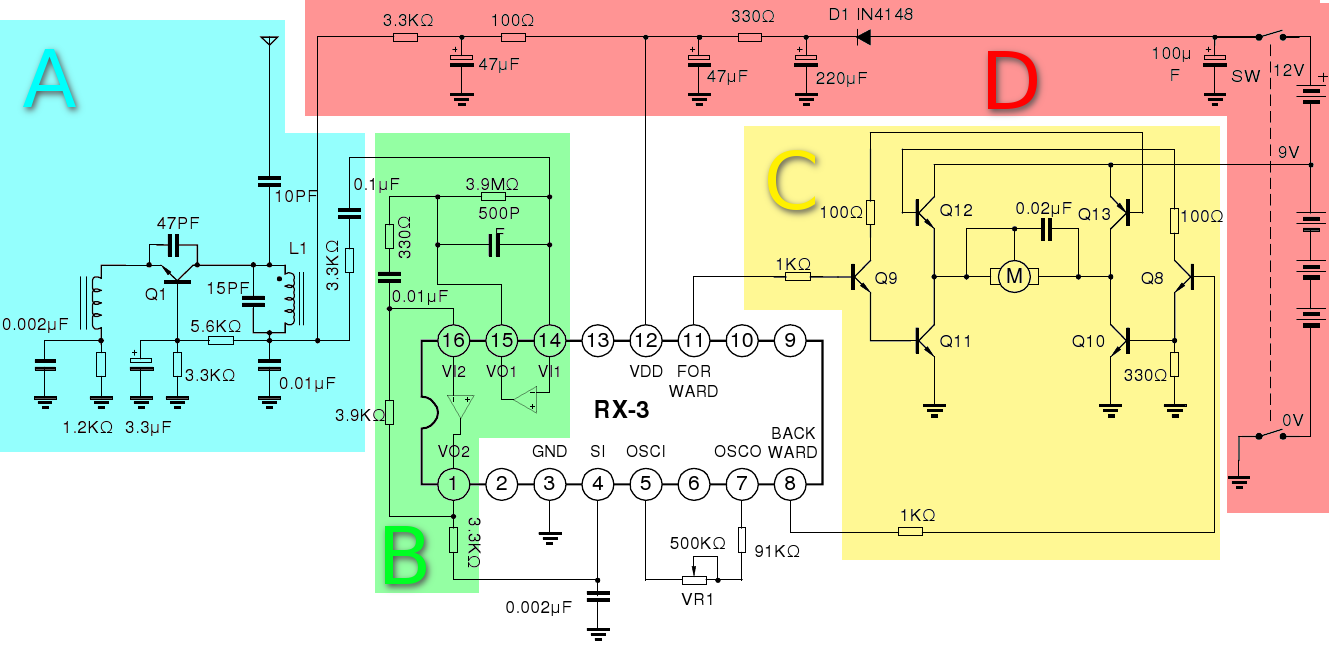 3.3KΩ
100Ω
330Ω
D1 IN4148
A
+
47µF
+
47µF
+
220µF
D
100µ
F
+
SW
12V
+
C
9V
10PF
0.1µF
3.9MΩ
500P
F
330Ω
47PF
Q1
15PF
L1
3.3KΩ
0.01µF
100Ω
Q12
0.02µF
Q13
100Ω
1KΩ
Q9
M
Q8
0.002µF
5.6KΩ
+
3.3KΩ
0.01µF
1.2KΩ
3.3µF
3.9KΩ
16
15
14
13
12
11
10
9
VI2
VO1
VI1
VDD
FOR
WARD
+
+
RX-3
Q11
Q10
330Ω
0V
VO2
GND
SI
OSCI
OSCO
BACK
WARD
1
2
3
4
5
6
7
8
B
3.3KΩ
1KΩ
500KΩ
91KΩ
VR1
0.002µF